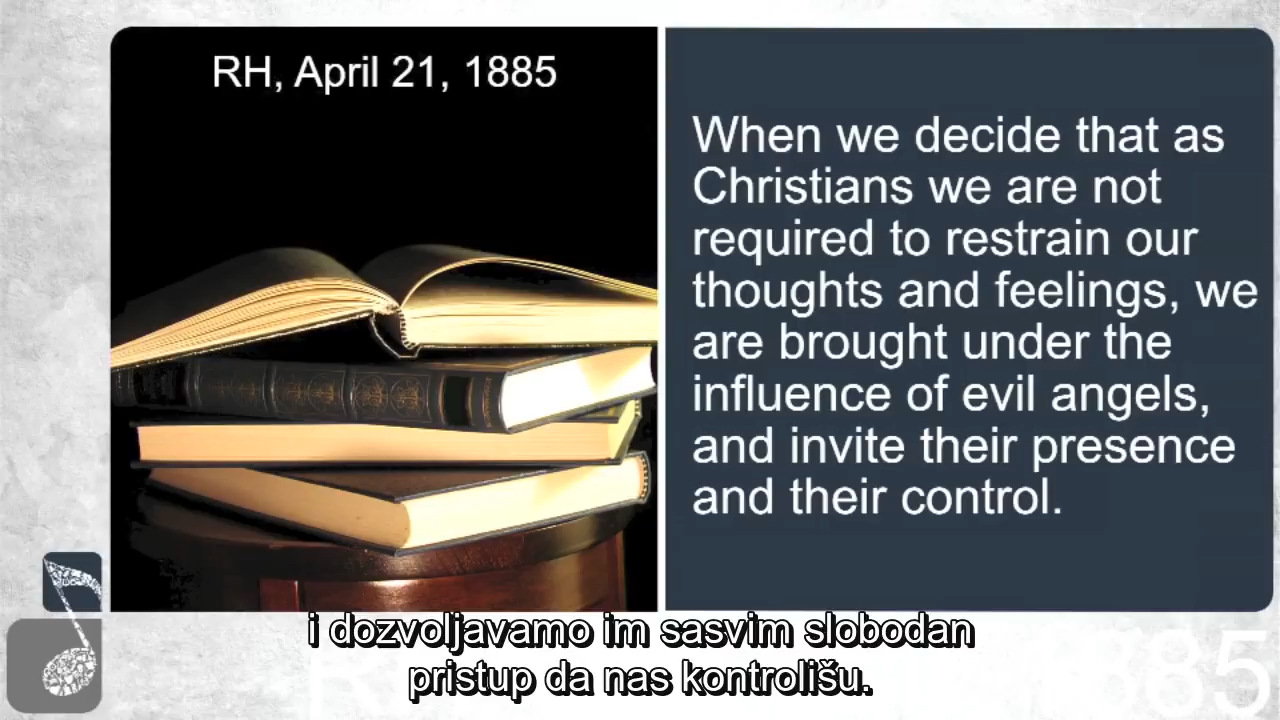 RH, April 21, 1885
When we decide that as
Christians we are not
required to restrain our
thoughts and feelings, we
are brought under the
influence of evil angels,
and invite their presence
and their control.
i dozvoljavamo im sasvim slobodan
pristup da nas kontrolišu.